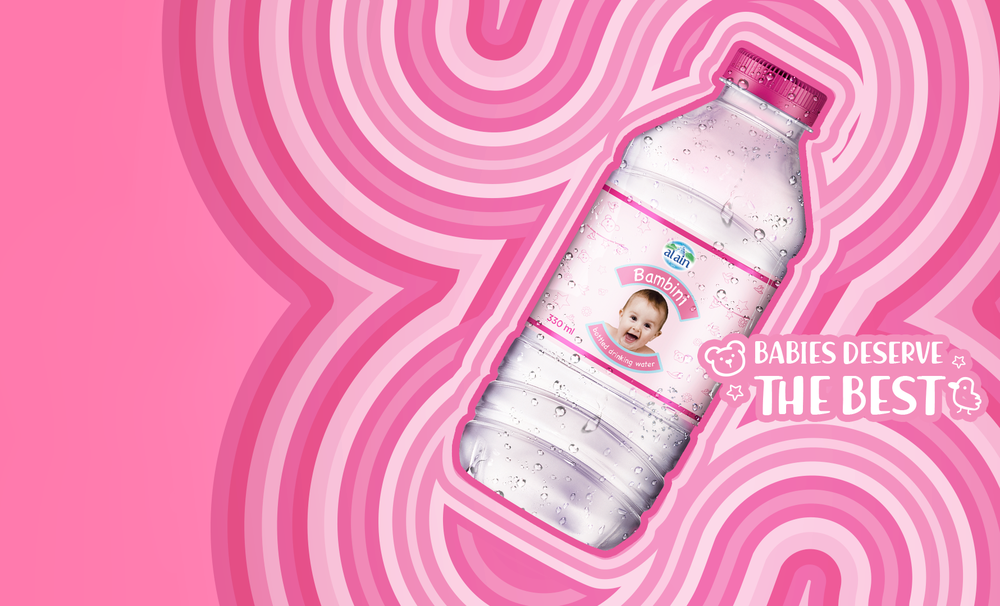 al ain
Bambini
330 ml
bottled drinking water
BABIES DESERVE
THE BEST